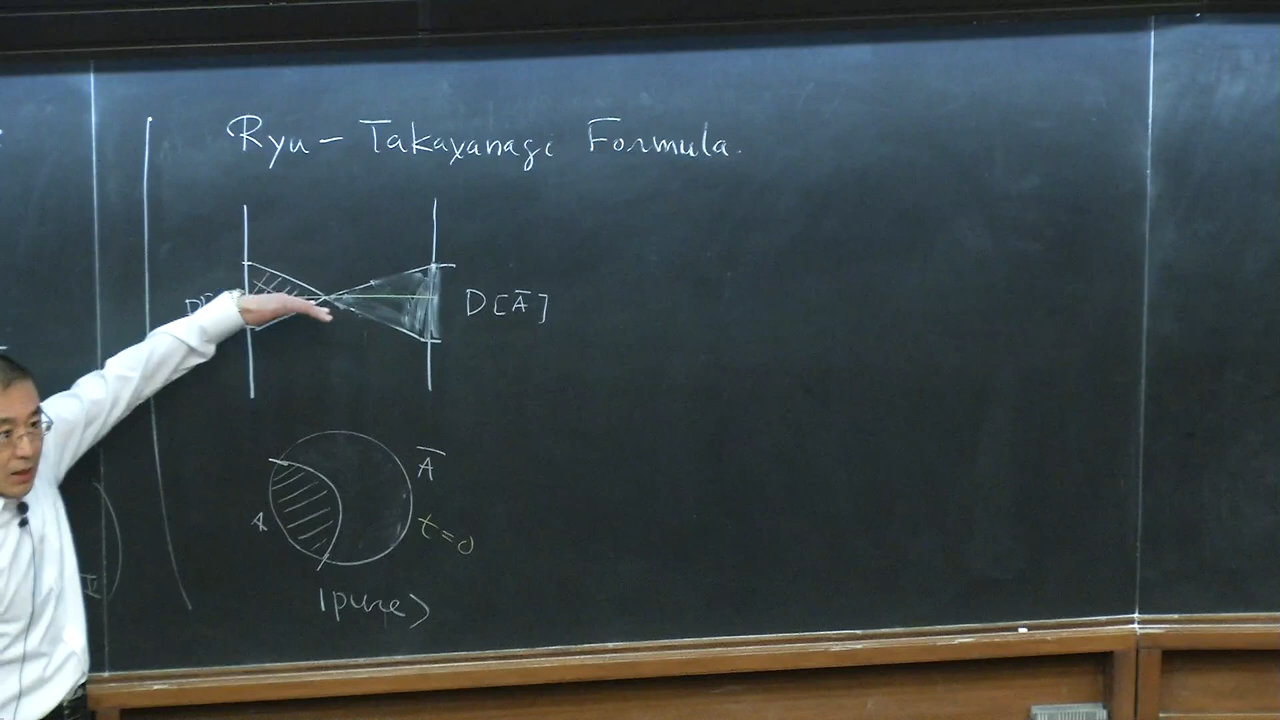 Ryu - Takayanagi Formula.
D[Ā]
Ā
A
t=0
|pure>